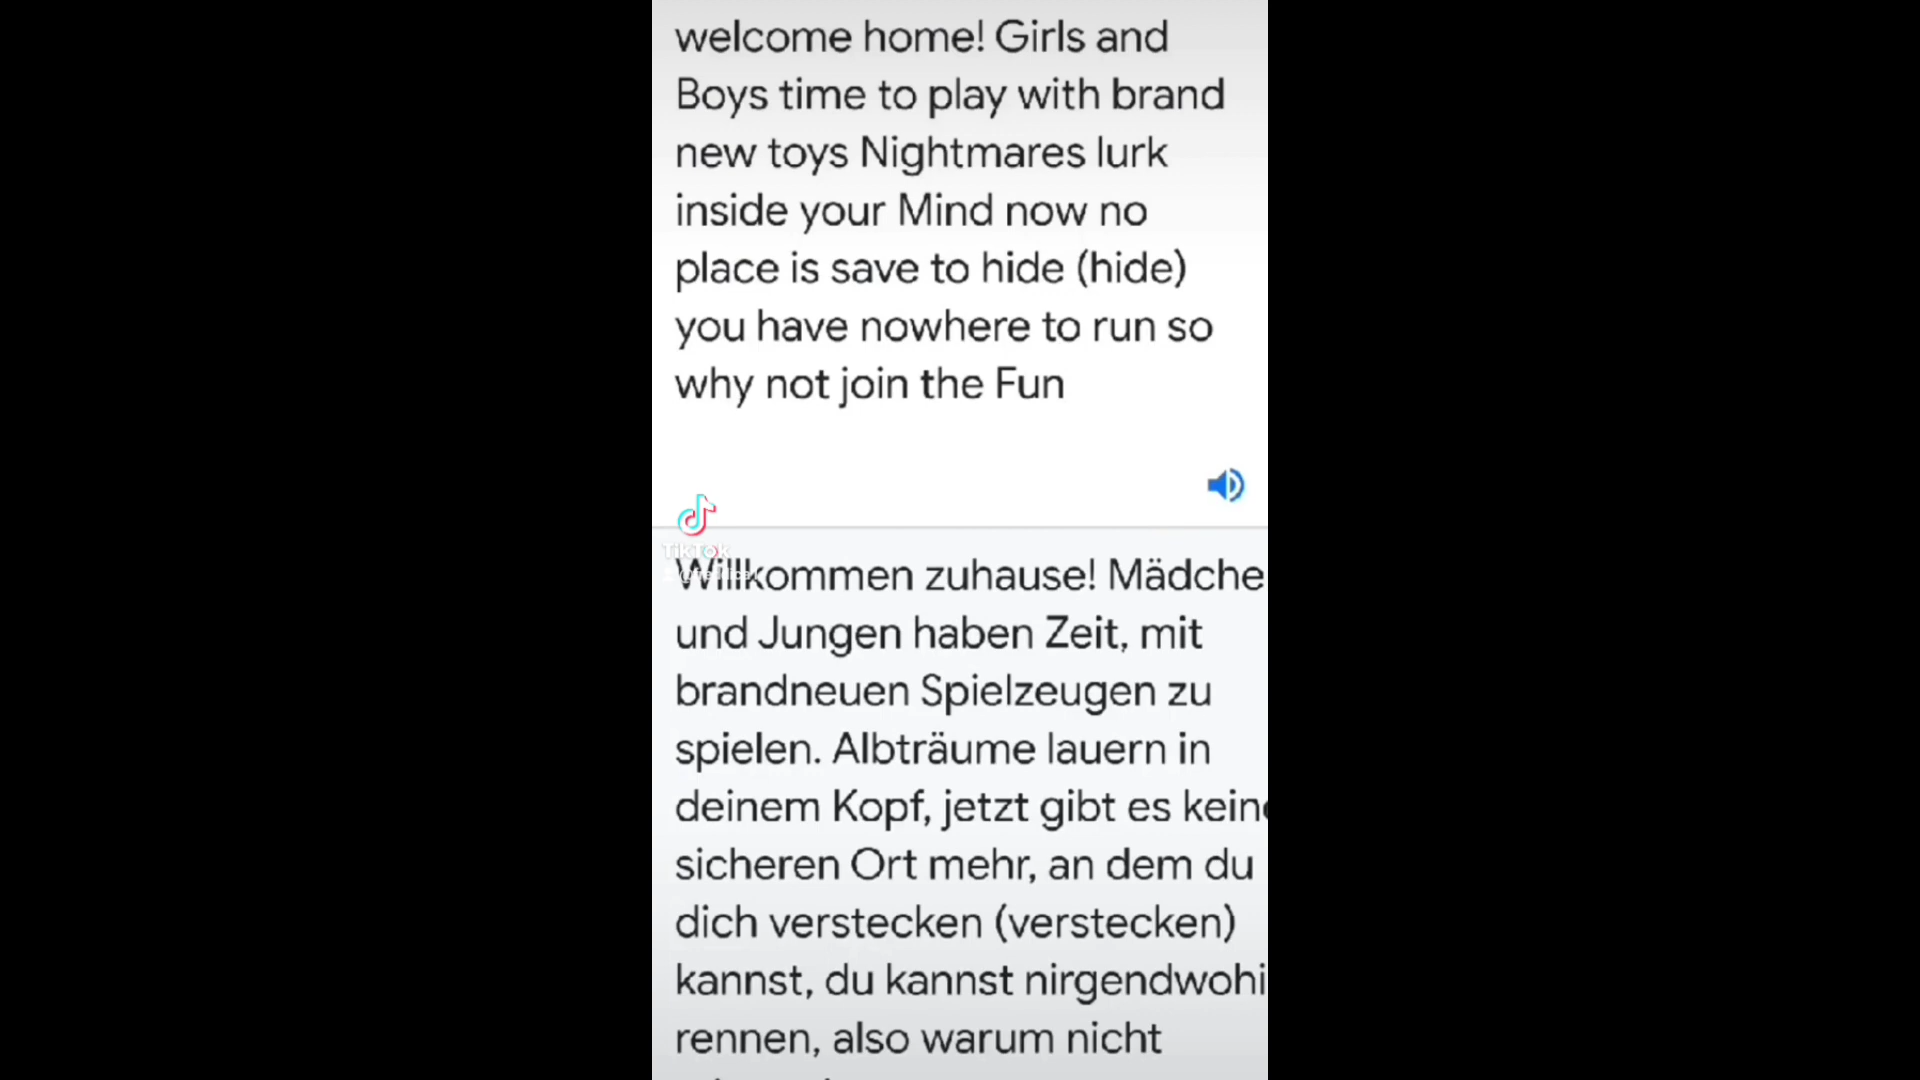 welcome home! Girls and
Boys time to play with brand
new toys Nightmares lurk
inside your Mind now no
place is save to hide (hide)
you have nowhere to run so
why not join the Fun
TikTok
Willkommen zuhause! Mädche
und Jungen haben Zeit, mit
brandneuen Spielzeugen zu
spielen. Albträume lauern in
deinem Kopf, jetzt gibt es kein
sicheren Ort mehr, an dem du
dich verstecken (verstecken)
kannst, du kannst nirgendwohi
rennen, also warum nicht